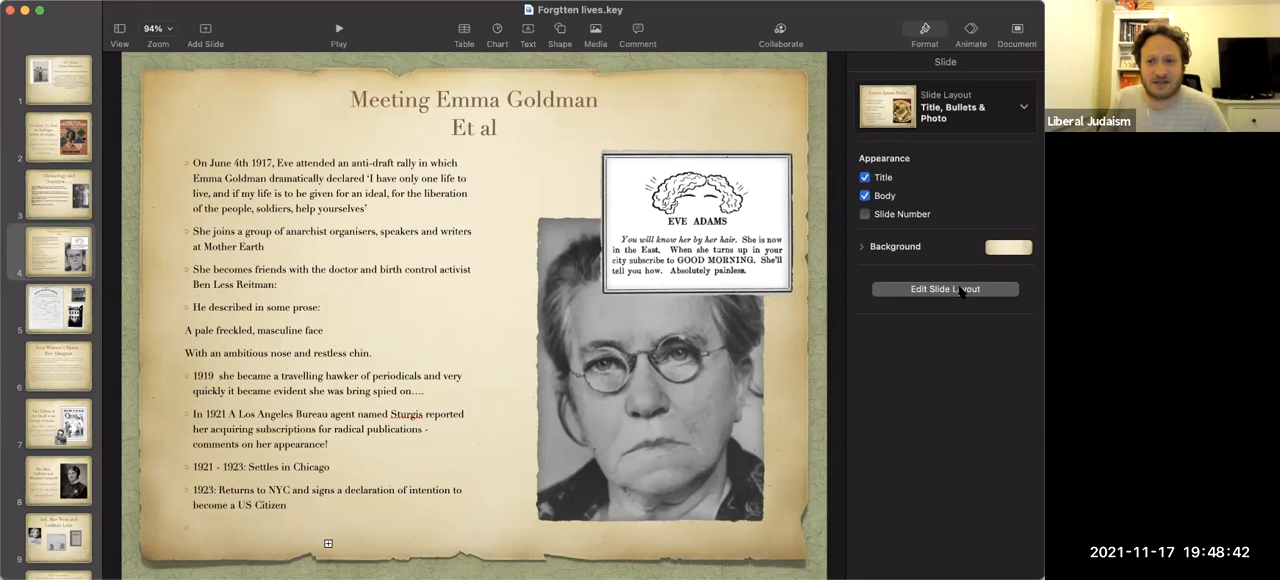 Forgtten lives.key
94%
View
Zoom
Add Slide
Play
Table
Chart
Text
Shape
Media
Comment
Collaborate
Format
Animate
Document
1
2
3
4
5
6
7
8
9
Meeting Emma Goldman
Et al
On June 4th 1917, Eve attended an anti-draft rally in which
Emma Goldman dramatically declared ‘I have only one life to
live, and if my life is to be given for an ideal, for the liberation
of the people, soldiers, help yourselves’
She joins a group of anarchist organisers, speakers and writers
at Mother Earth
She becomes friends with the doctor and birth control activist
Ben Less Reitman:
He described in some prose:
A pale freckled, masculine face
With an ambitious nose and restless chin.
1919 she became a travelling hawker of periodicals and very
quickly it became evident she was bring spied on….
In 1921 A Los Angeles Bureau agent named Sturgis reported
her acquiring subscriptions for radical publications -
comments on her appearance!
1921 - 1923: Settles in Chicago
1923: Returns to NYC and signs a declaration of intention to
become a US Citizen
EVE ADAMS
You will know her by her hair. She is now
in the East. When she turns up in your
city subscribe to GOOD MORNING. She'll
tell you how. Absolutely painless.
Slide
Slide Layout
Title, Bullets &
Photo
Appearance
Title
Body
Slide Number
Background
Edit Slide Layout
Liberal Judaism
2021-11-17 19:48:42